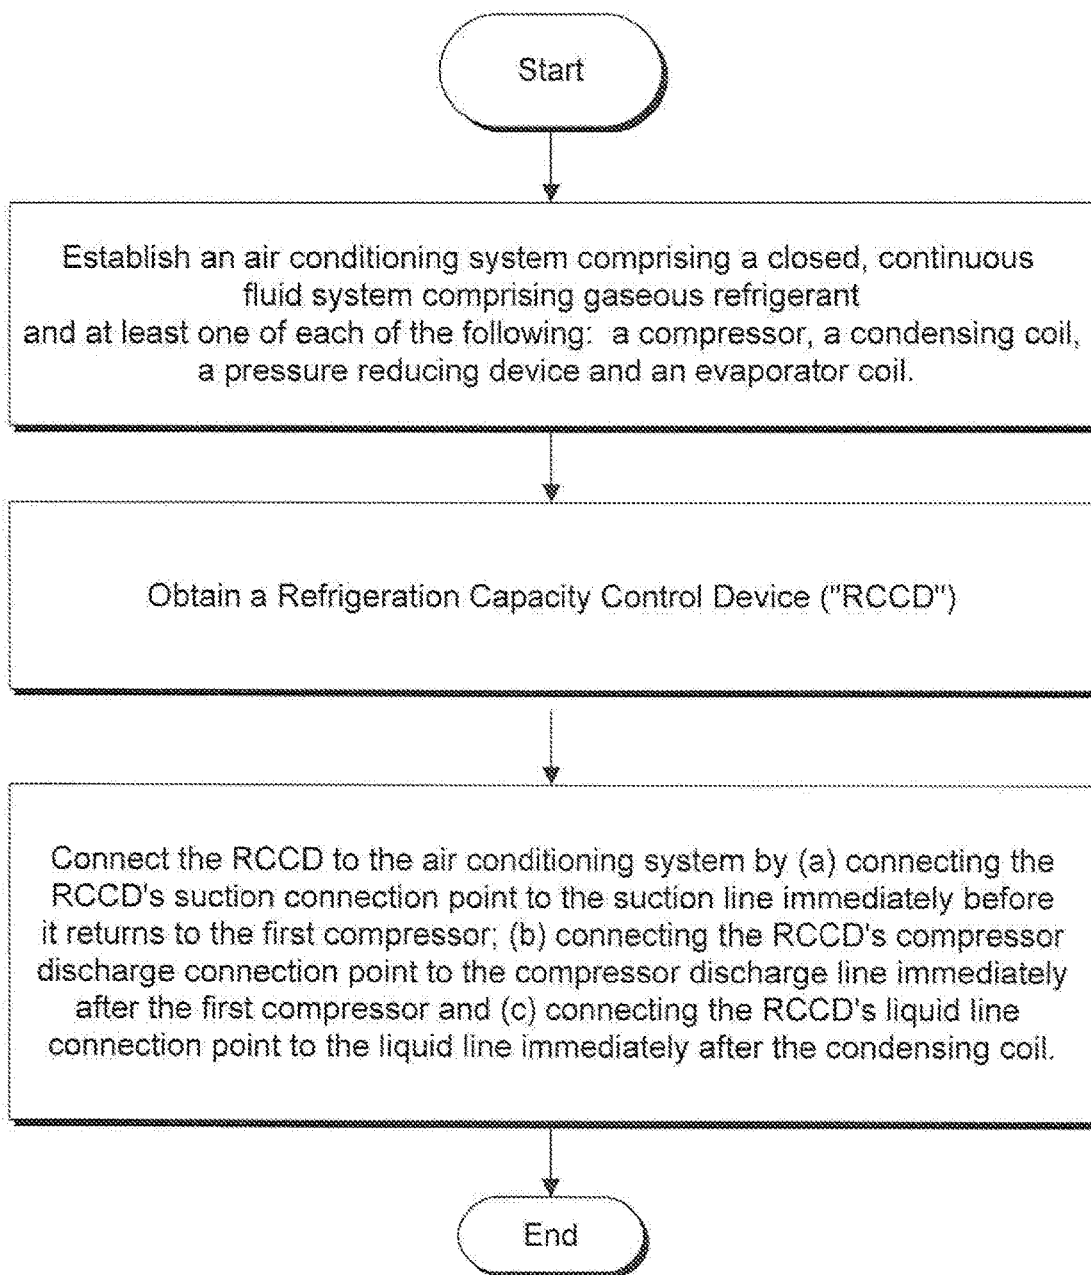 Start
Establish an air conditioning system comprising a closed, continuous
fluid system comprising gaseous refrigerant
and at least one of each of the following: a compressor, a condensing coil,
a pressure reducing device and an evaporator coil.
Obtain a Refrigeration Capacity Control Device ("RCCD")
Connect the RCCD to the air conditioning system by (a) connecting the
RCCD's suction connection point to the suction line immediately before
it returns to the first compressor; (b) connecting the RCCD's compressor
discharge connection point to the compressor discharge line immediately
after the first compressor and (c) connecting the RCCD's liquid line
connection point to the liquid line immediately after the condensing coil.
End